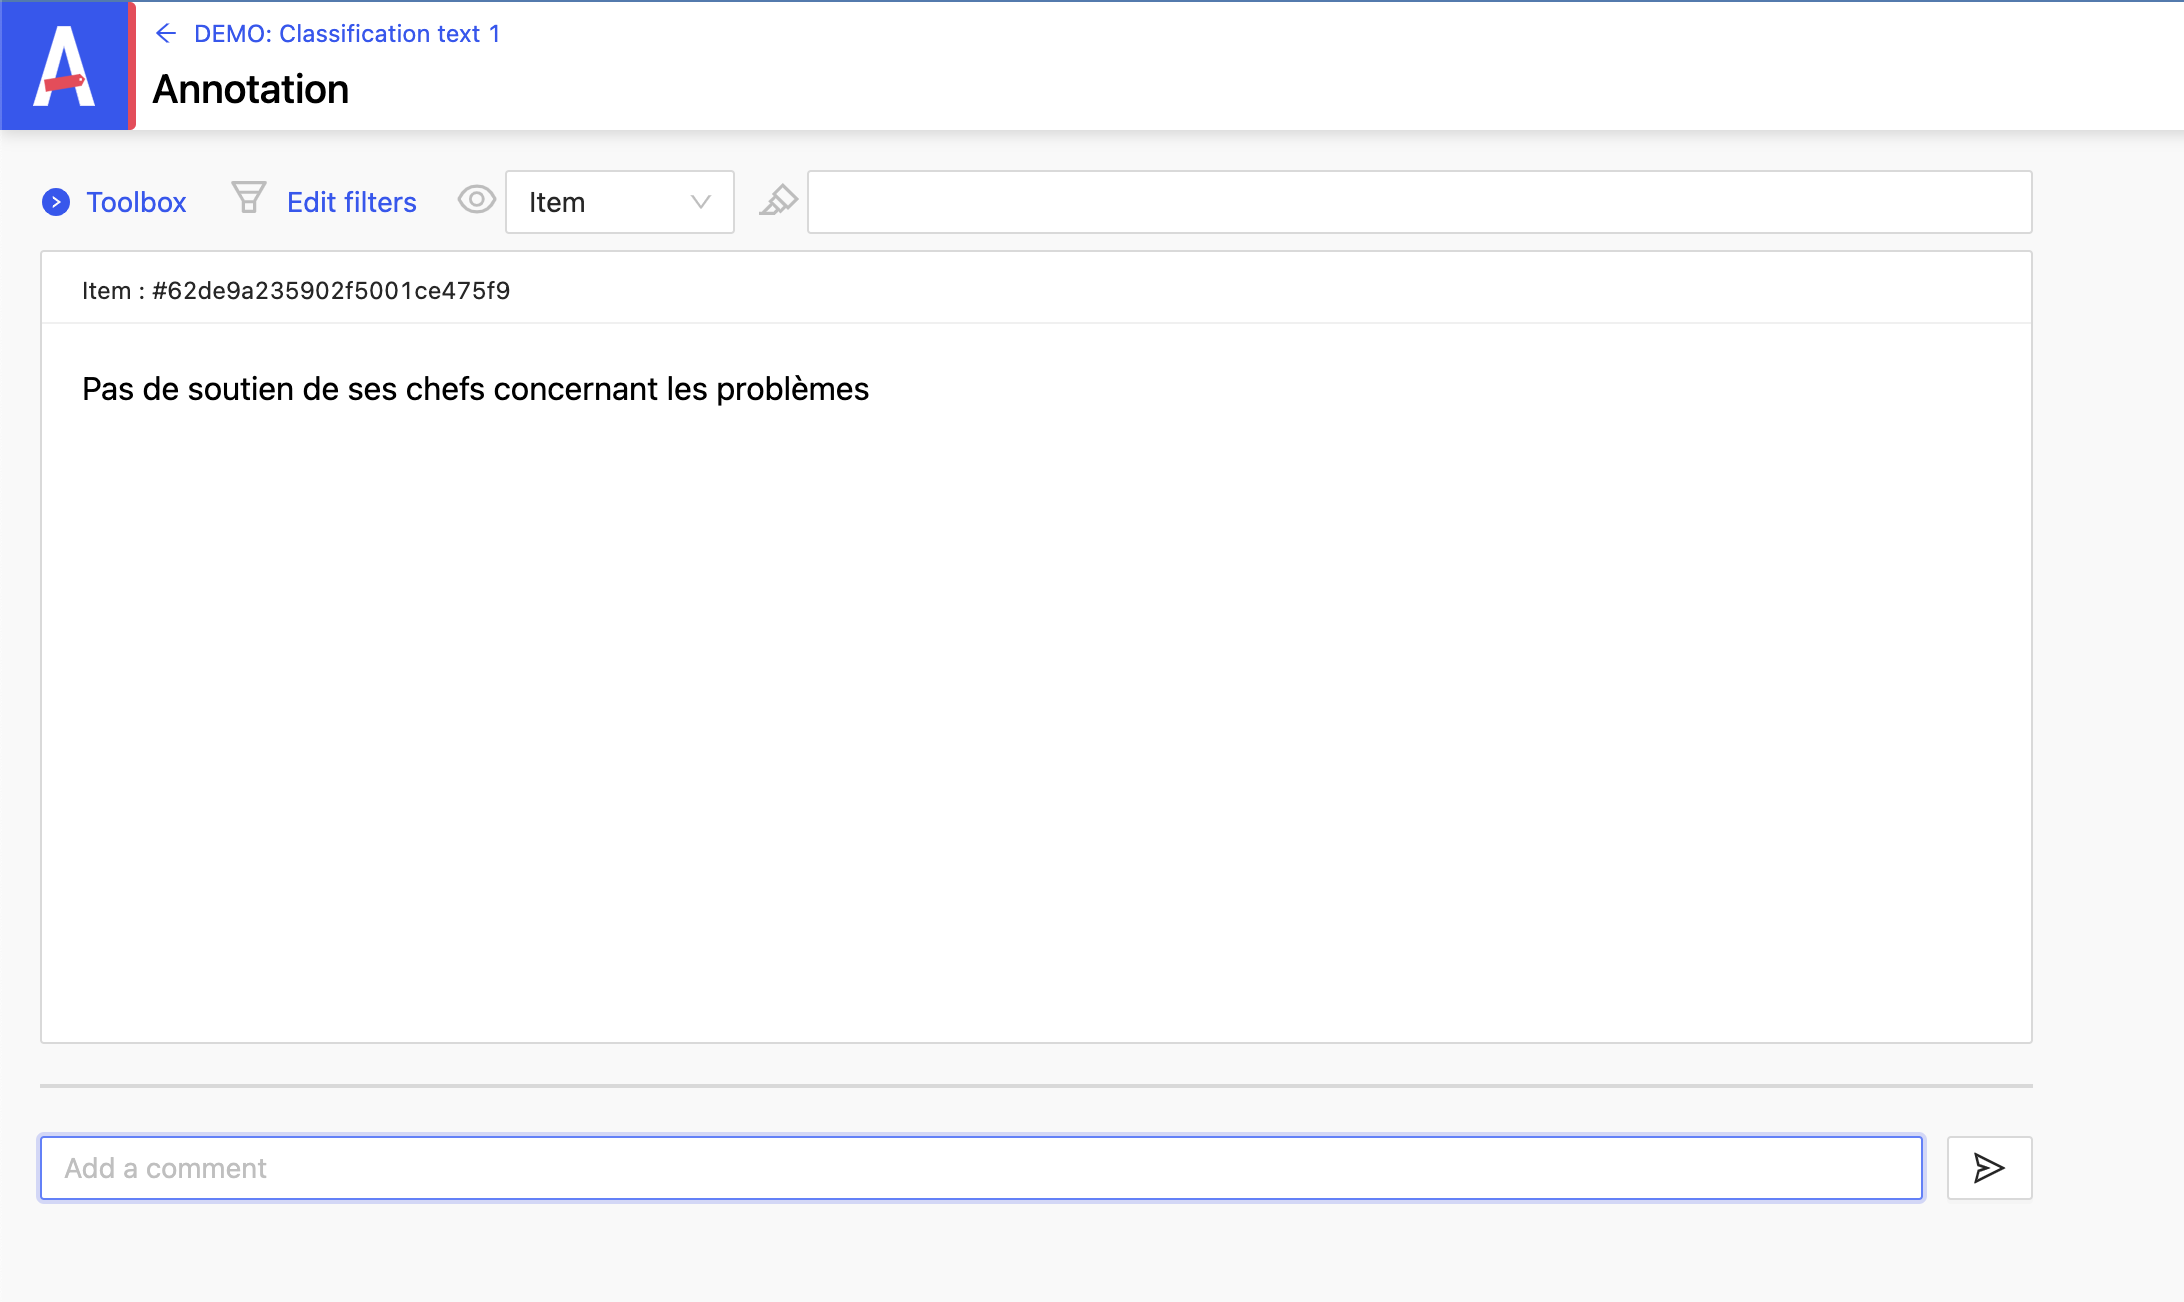 DEMO: Classification text 1
Annotation
Toolbox Edit filters Item
Item : #62de9a235902f5001ce475f9
Pas de soutien de ses chefs concernant les problèmes
Add a comment